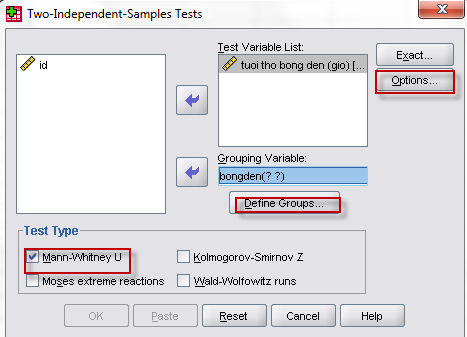 Two-Independent-Samples Tests
id
Test Variable List:
tuoi tho bong den (gio) [...
Exact...
Options...
Grouping Variable:
bongden(? ?)
Define Groups...
Test Type
Mann-Whitney U
Kolmogorov-Smirnov Z
Moses extreme reactions
Wald-Wolfowitz runs
OK
Paste
Reset
Cancel
Help